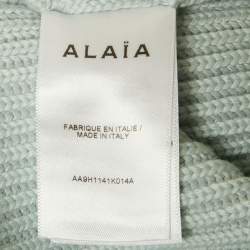 ALAÏA
FABRIQUE EN ITALIE/
MADE IN ITALY
AA9H1141K014A